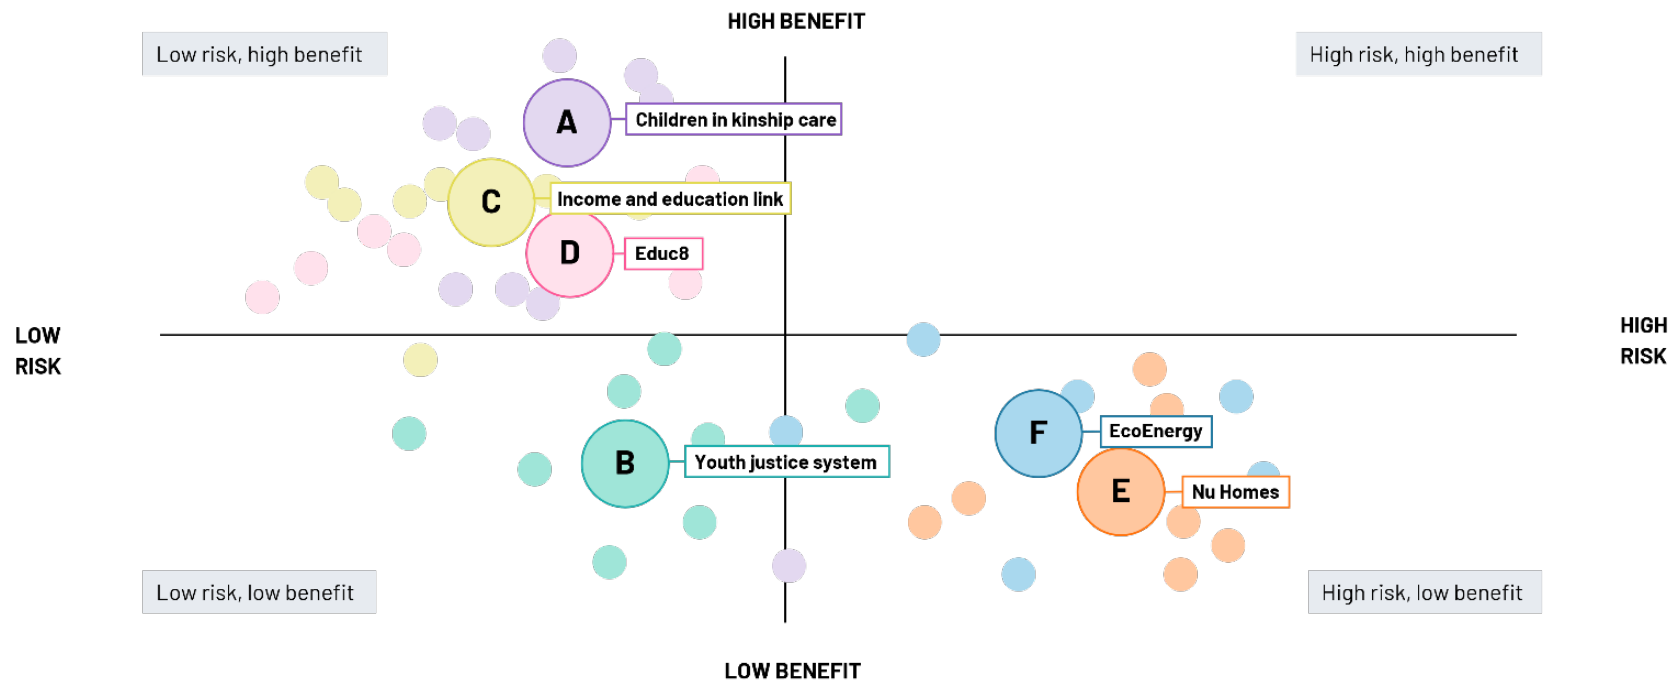 HIGH BENEFIT
Low risk, high benefit
High risk, high benefit
A
Children in kinship care
C
Income and education link
D
Educ8
LOW
RISK
HIGH
RISK
F
EcoEnergy
B
Youth justice system
E
Nu Homes
Low risk, low benefit
High risk, low benefit
LOW BENEFIT